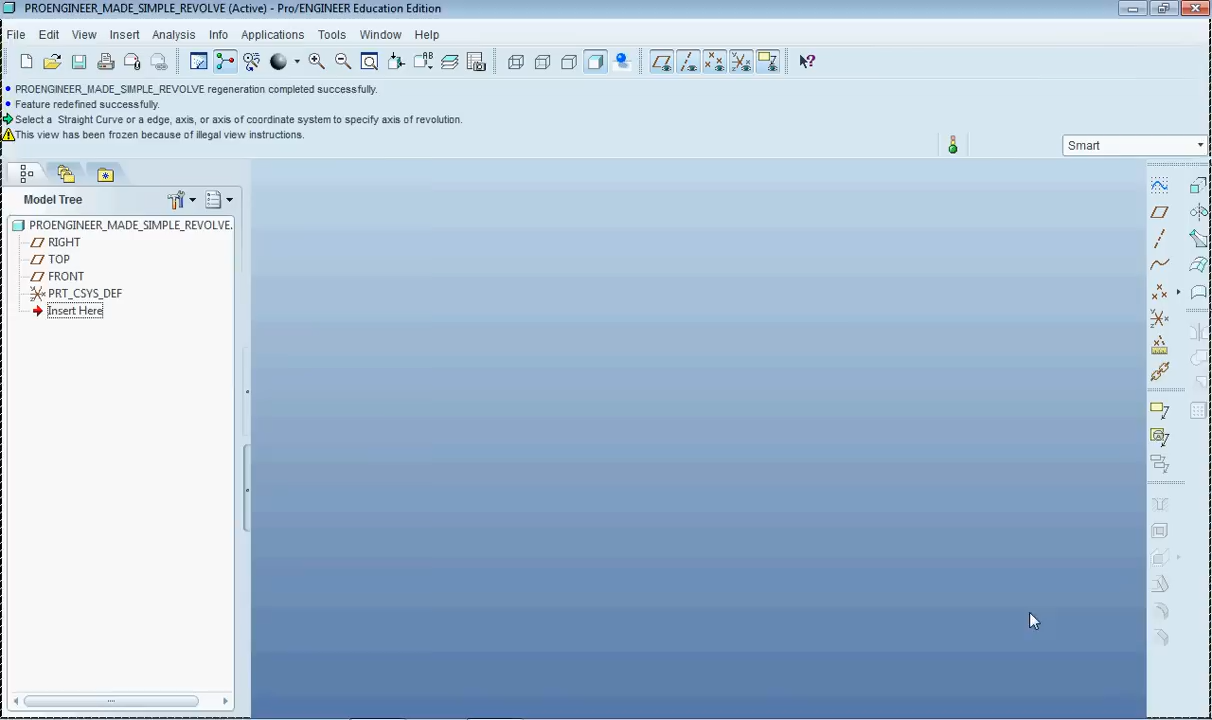 PROENGINEER_MADE_SIMPLE_REVOLVE (Active) - Pro/ENGINEER Education Edition
File Edit View Insert Analysis Info Applications Tools Window Help
PROENGINEER_MADE_SIMPLE_REVOLVE regeneration completed successfully.
Feature redefined successfully.
Select a Straight Curve or a edge, axis, or axis of coordinate system to specify axis of revolution.
This view has been frozen because of illegal view instructions.
Smart
Model Tree
PROENGINEER_MADE_SIMPLE_REVOLVE.
RIGHT
TOP
FRONT
PRT_CSYS_DEF
Insert Here